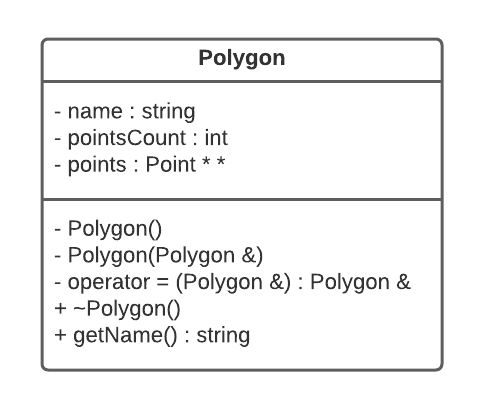 Polygon
- name : string
- pointsCount : int
- points : Point * *
- Polygon()
- Polygon(Polygon &)
- operator = (Polygon &) : Polygon &
+ ~Polygon()
+ getName() : string